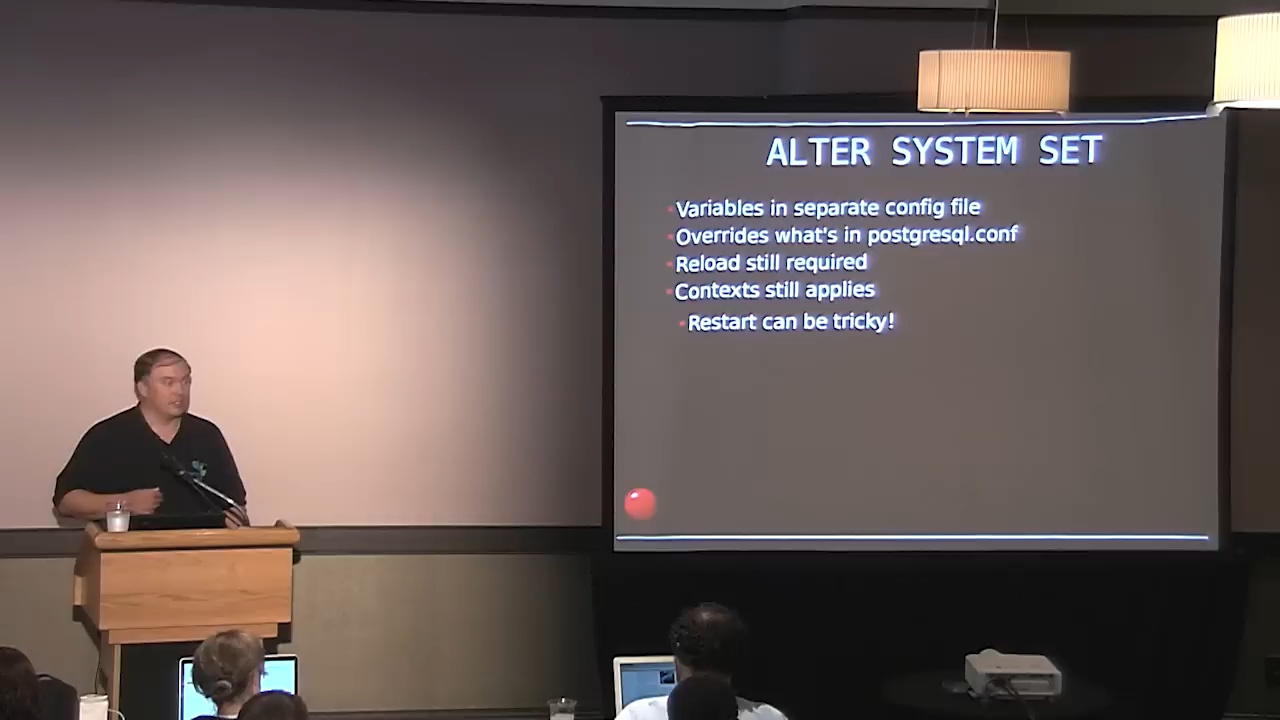 ALTER SYSTEM SET
Variables in separate config file
Overrides what's in postgresql.conf
Reload still required
Contexts still applies
Restart can be tricky!